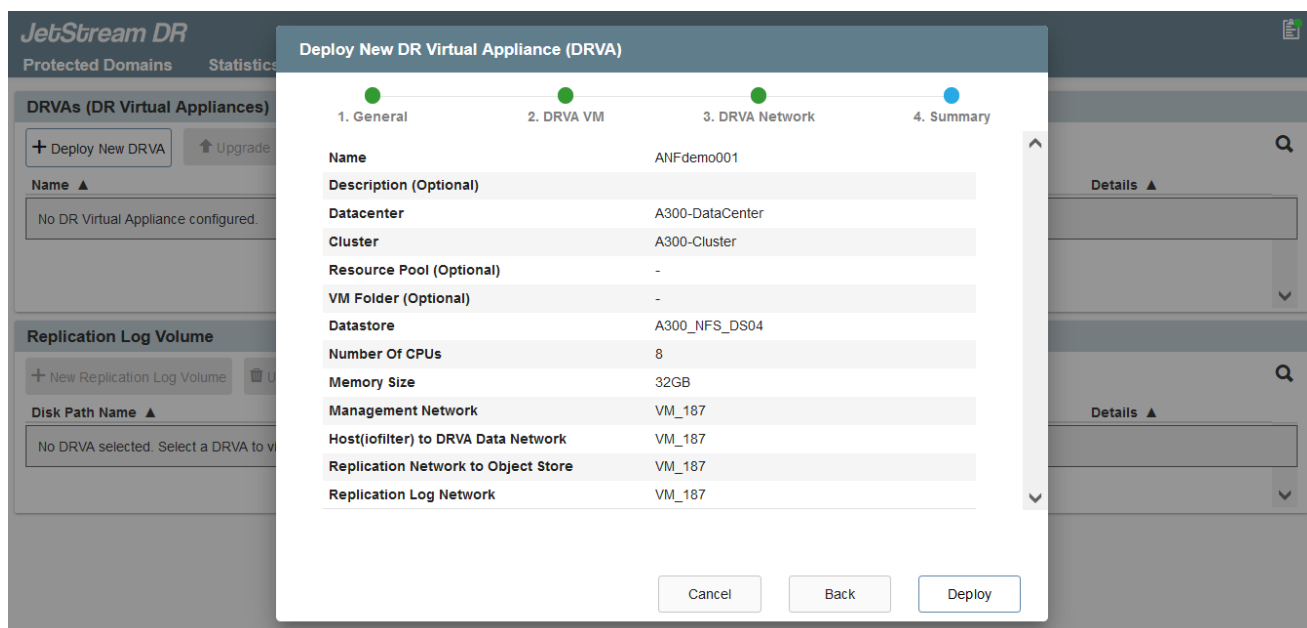 JetStream DR
Protected Domains Statistics
Deploy New DR Virtual Appliance (DRVA)
DRVAs (DR Virtual Appliances)
+ Deploy New DRVA Upgrade
Name ▲ Details ▲
No DR Virtual Appliance configured.
1. General 2. DRVA VM 3. DRVA Network 4. Summary
Name ANFdemo001
Description (Optional)
Datacenter A300-DataCenter
Cluster A300-Cluster
Resource Pool (Optional) -
VM Folder (Optional) -
Datastore A300_NFS_DS04
Number Of CPUs 8
Memory Size 32GB
Management Network VM_187
Host(iofilter) to DRVA Data Network VM_187
Replication Network to Object Store VM_187
Replication Log Network VM_187
Cancel Back Deploy
Replication Log Volume
+ New Replication Log Volume U
Disk Path Name ▲ Details ▲
No DRVA selected. Select a DRVA to vi